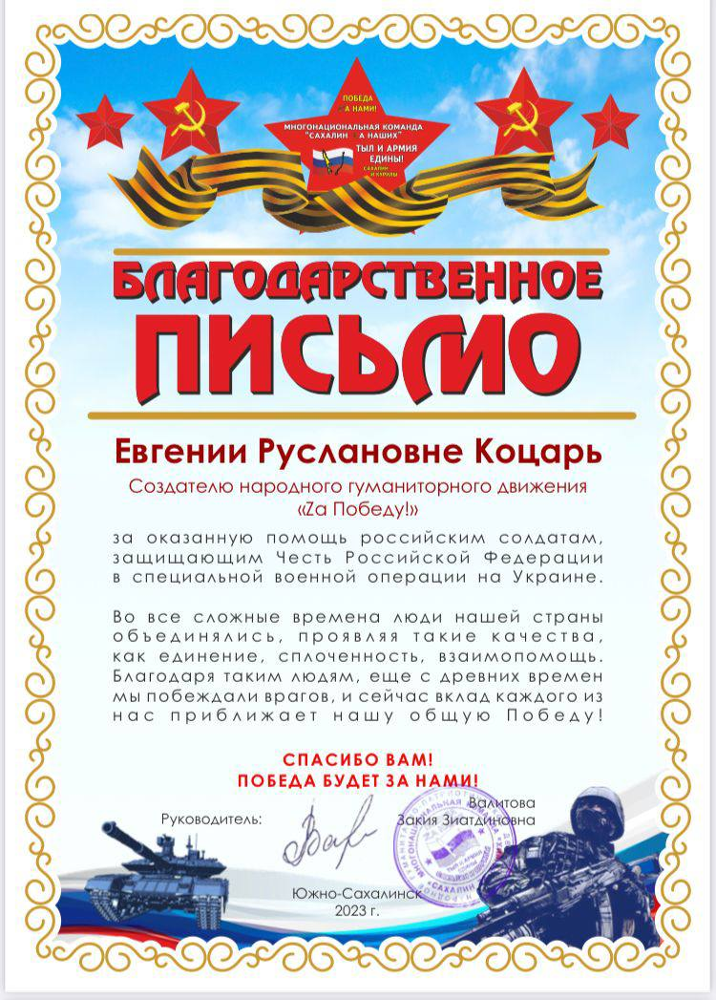 ПОБЕДА
ZА НАМИ!
МНОГОНАЦИОНАЛЬНАЯ КОМАНДА
"САХАЛИН ZА НАШИХ"
ТЫЛ И АРМИЯ
ЕДИНЫ!
САХАЛИН
И КУРИЛЫ
БЛАГОДАРСТВЕННОЕ
ПИСЬМО
Евгении Руслановне Коцарь
Создателю народного гуманиторного движения
«Zа Победу!»
за оказанную помощь российским солдатам,
защищающим Честь Российской Федерации
в специальной военной операции на Украине.
Во все сложные времена люди нашей страны
объединялись, проявляя такие качества,
как единение, сплоченность, взаимопомощь.
Благодаря таким людям, еще с древних времен
мы побеждали врагов, и сейчас вклад каждого из
нас приближает нашу общую Победу!
СПАСИБО ВАМ!
ПОБЕДА БУДЕТ ЗА НАМИ!
Руководитель:
Валитова
Закия Зиатдиновна
МНОГОНАЦИОНАЛЬНАЯ КОМАНДА
ТЫЛ И АРМИЯ
"САХАЛИН
Южно-Сахалинск
2023 г.